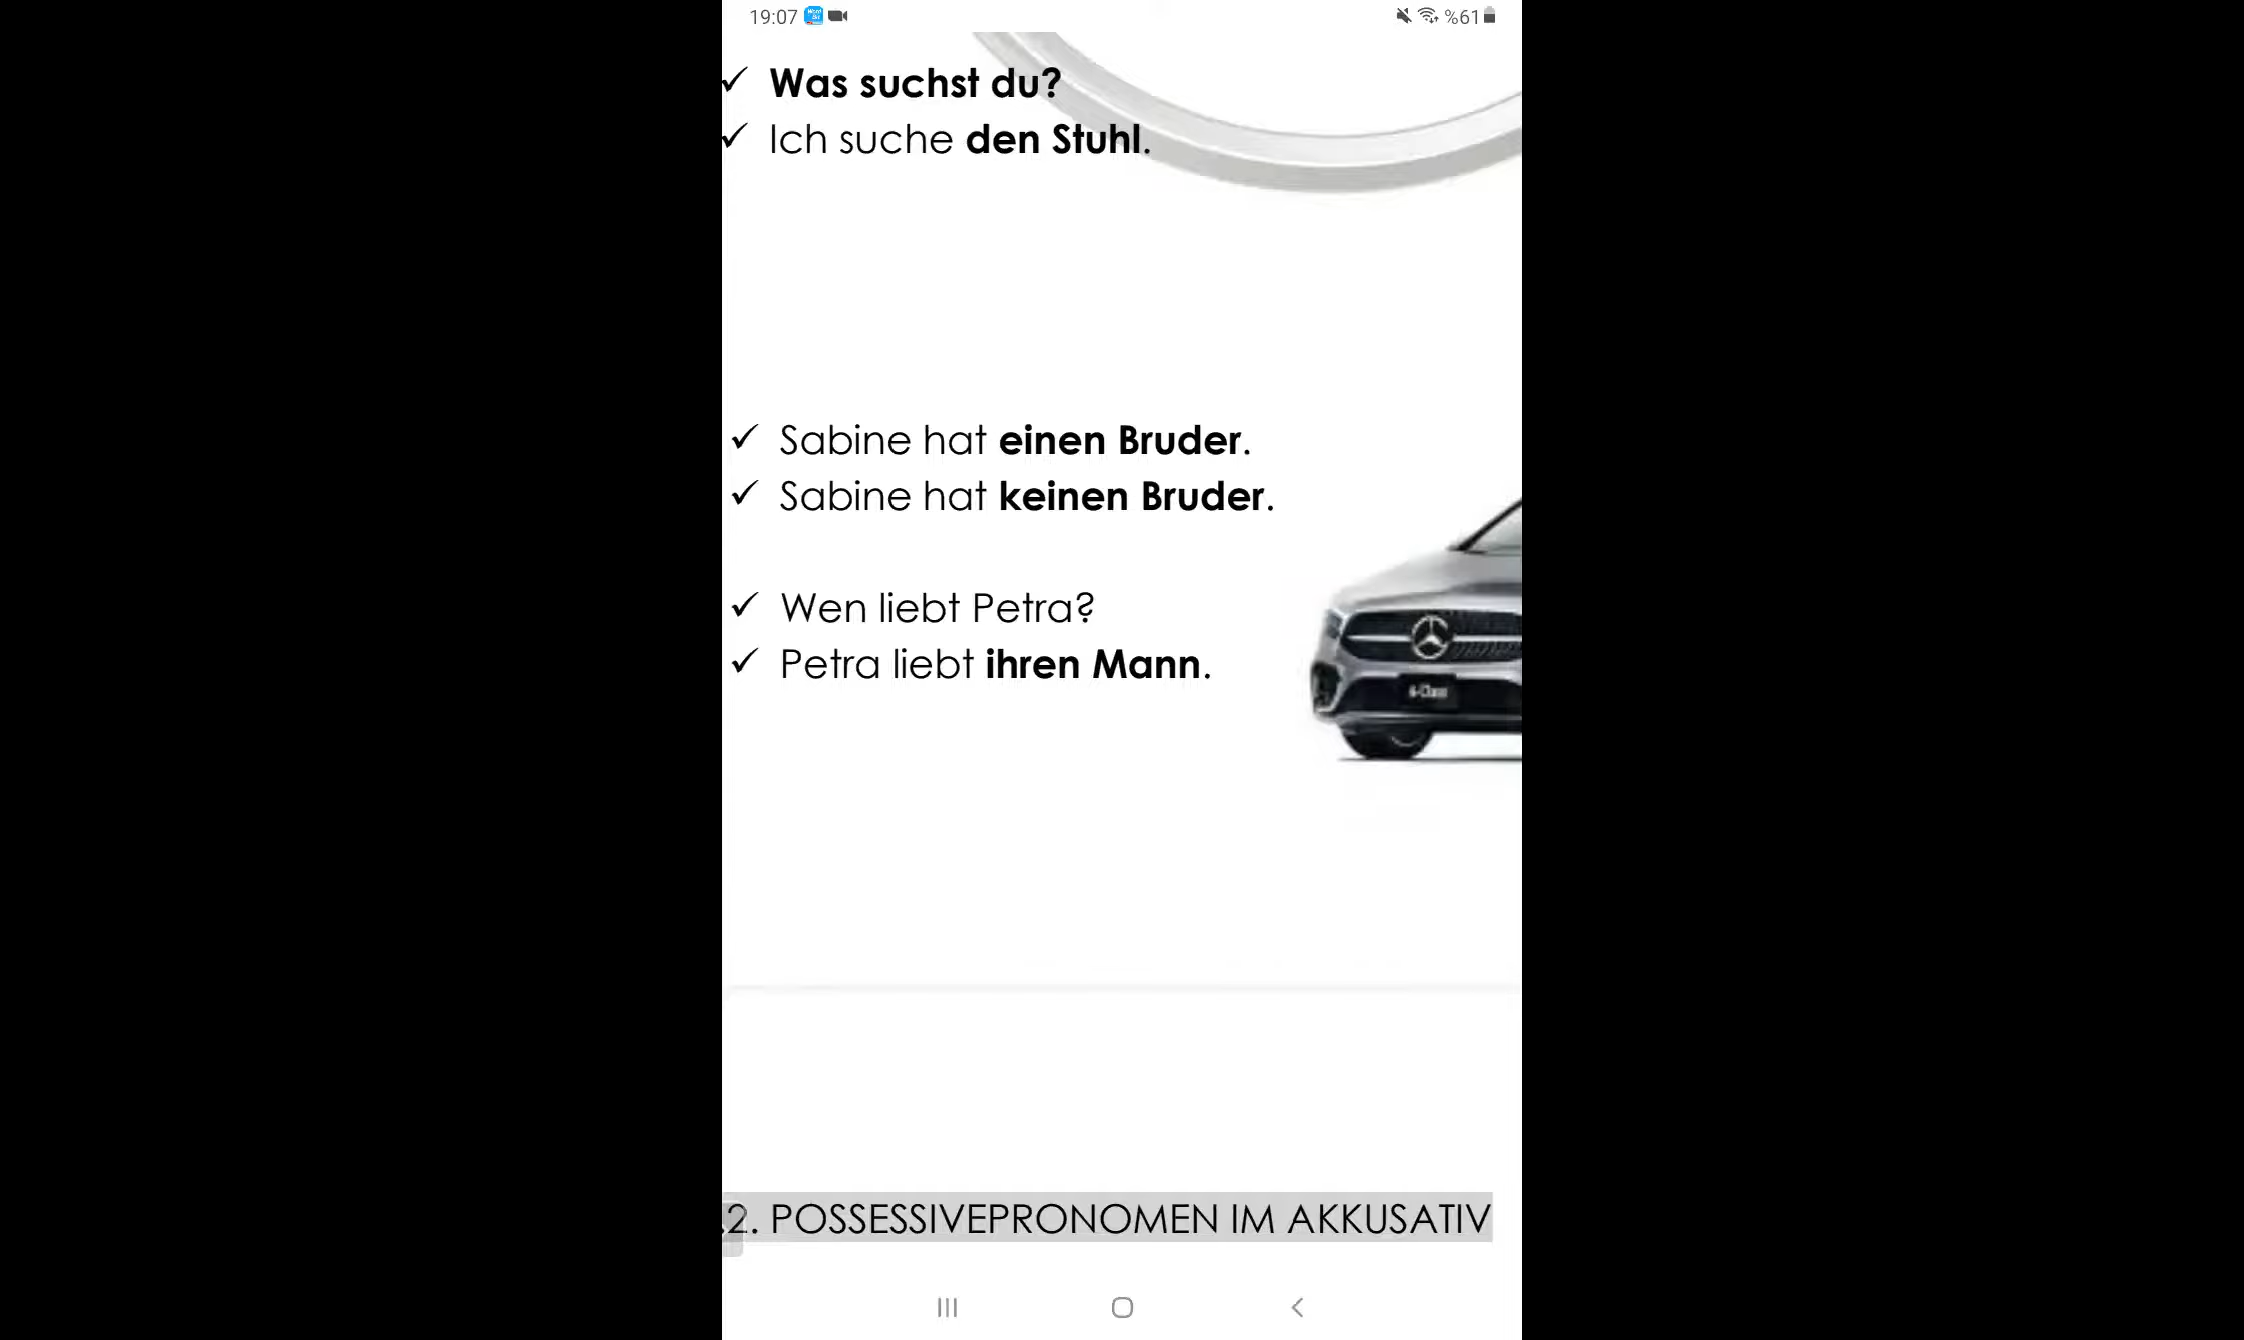 19:07 %61
Was suchst du?
Ich suche den Stuhl.
Sabine hat einen Bruder.
Sabine hat keinen Bruder.
Wen liebt Petra?
Petra liebt ihren Mann.
.2. POSSESSIVEPRONOMEN IM AKKUSATIV